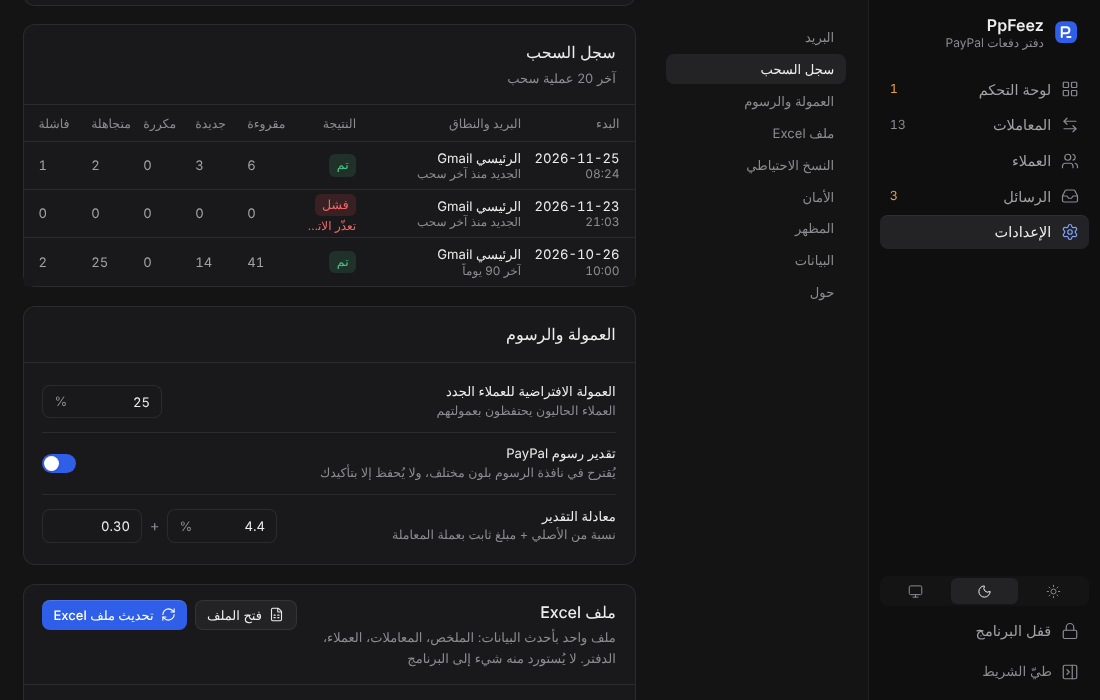 PpFeez
دفتر دفعات PayPal
لوحة التحكم 1
المعاملات 13
العملاء
الرسائل 3
الإعدادات
قفل البرنامج
طيّ الشريط
البريد
سجل السحب
العمولة والرسوم
ملف Excel
النسخ الاحتياطي
الأمان
المظهر
البيانات
حول
سجل السحب
آخر 20 عملية سحب
البدء البريد والنطاق النتيجة مقروءة جديدة مكررة متجاهلة فاشلة
2026-11-25 الرئيسي Gmail تم 6 3 0 2 1
08:24 الجديد منذ آخر سحب
2026-11-23 الرئيسي Gmail فشل 0 0 0 0 0
21:03 الجديد منذ آخر سحب تعذّر الات...
2026-10-26 الرئيسي Gmail تم 41 14 0 25 2
10:00 آخر 90 يوماً
العمولة والرسوم
العمولة الافتراضية للعملاء الجدد 25 %
العملاء الحاليون يحتفظون بعمولتهم
تقدير رسوم PayPal
يُقترح في نافذة الرسوم بلون مختلف، ولا يُحفظ إلا بتأكيدك
معادلة التقدير 4.4 % + 0.30
نسبة من الأصلي + مبلغ ثابت بعملة المعاملة
ملف Excel فتح الملف تحديث ملف Excel
ملف واحد بأحدث البيانات: الملخص، المعاملات، العملاء،
الدفتر. لا يُستورد منه شيء إلى البرنامج